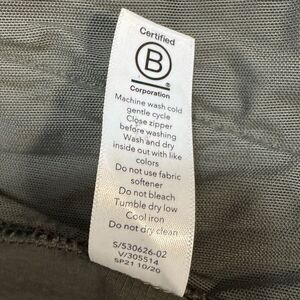 Certified
B
Corporation
Machine wash cold
gentle cycle
Close zipper
before washing
Wash and dry
inside out with like
colors
Do not use fabric
softener
Do not bleach
Tumble dry low
Cool iron
Do not dry clean
S/530626-02
V/305514
SP21 10/20